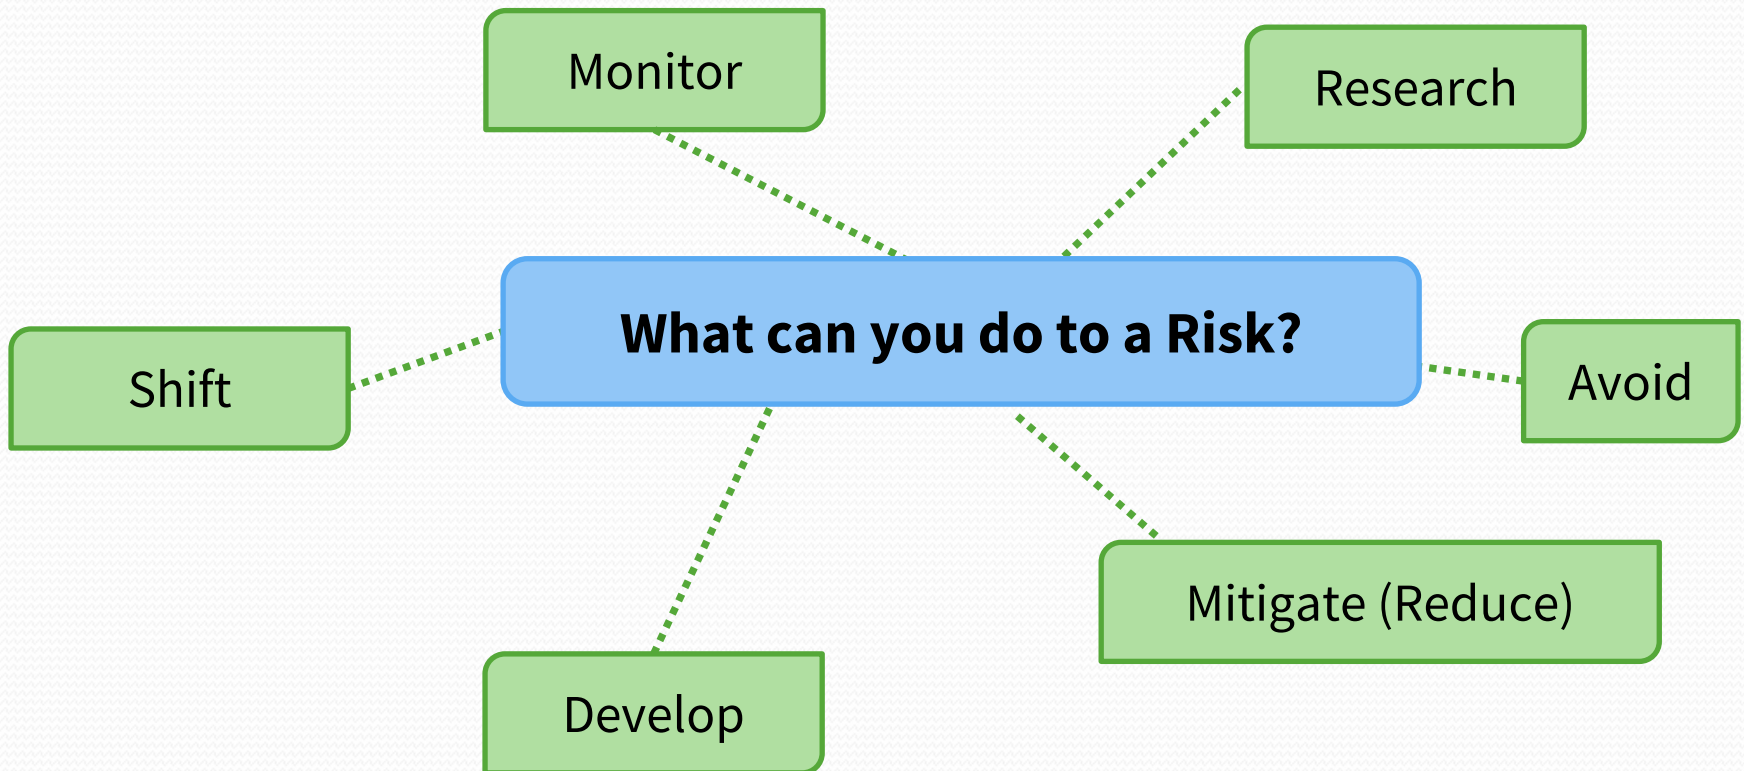 Monitor
Research
What can you do to a Risk?
Shift
Avoid
Mitigate (Reduce)
Develop